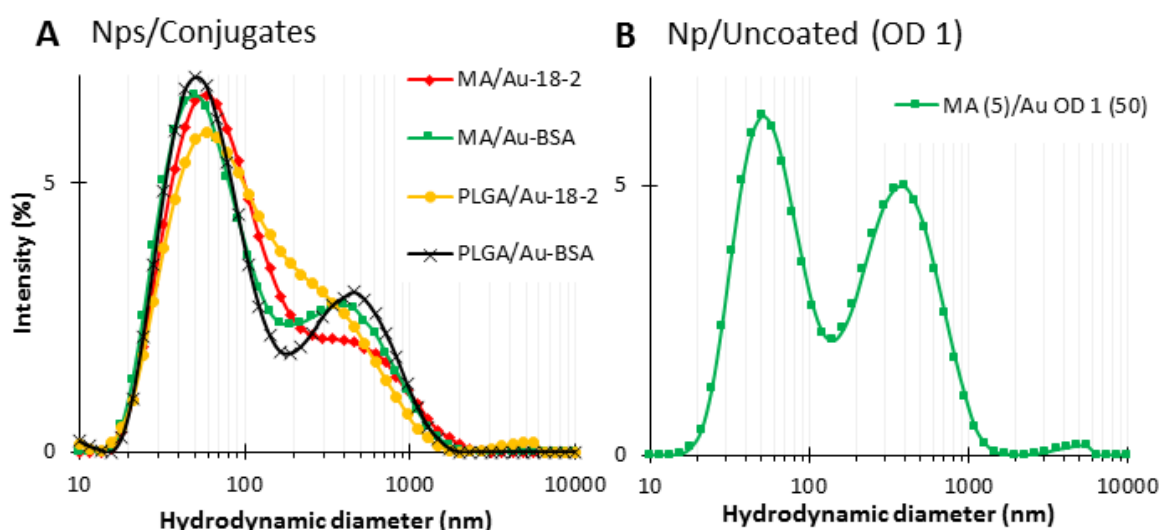 A Nps/Conjugates
MA/Au-18-2
MA/Au-BSA
PLGA/Au-18-2
PLGA/Au-BSA
Intensity (%)
5
0
10 100 1000 10000
Hydrodynamic diameter (nm)
B Np/Uncoated (OD 1)
MA (5)/Au OD 1 (50)
5
0
10 100 1000 10000
Hydrodynamic diameter (nm)